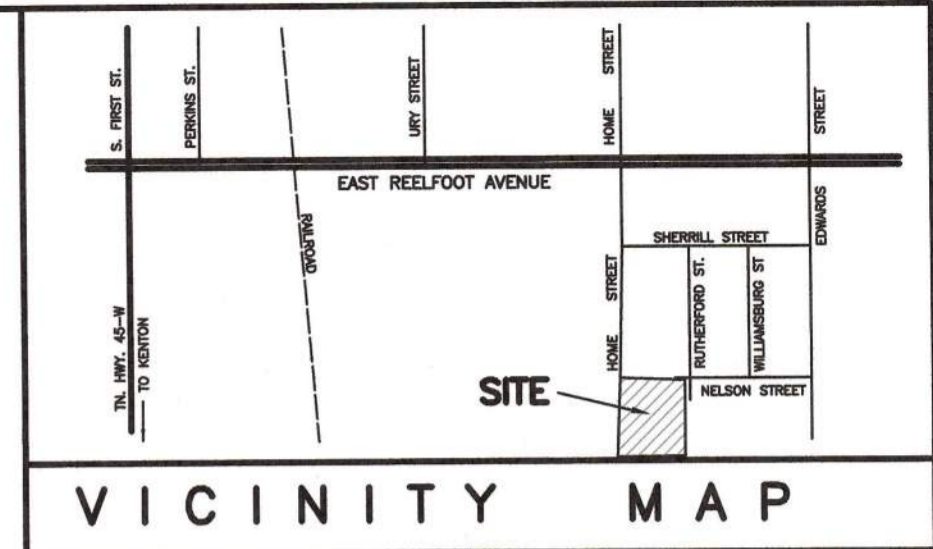 S. FIRST ST.
PERKINS ST.
URY STREET
HOME STREET
STREET
EAST REELFOOT AVENUE
EDWARDS
RAILROAD
SHERRILL STREET
HOME STREET
RUTHERFORD ST.
WILLIAMSBURG ST
TN. HWY. 45-W
TO KENTON
SITE
NELSON STREET
VICINITY MAP